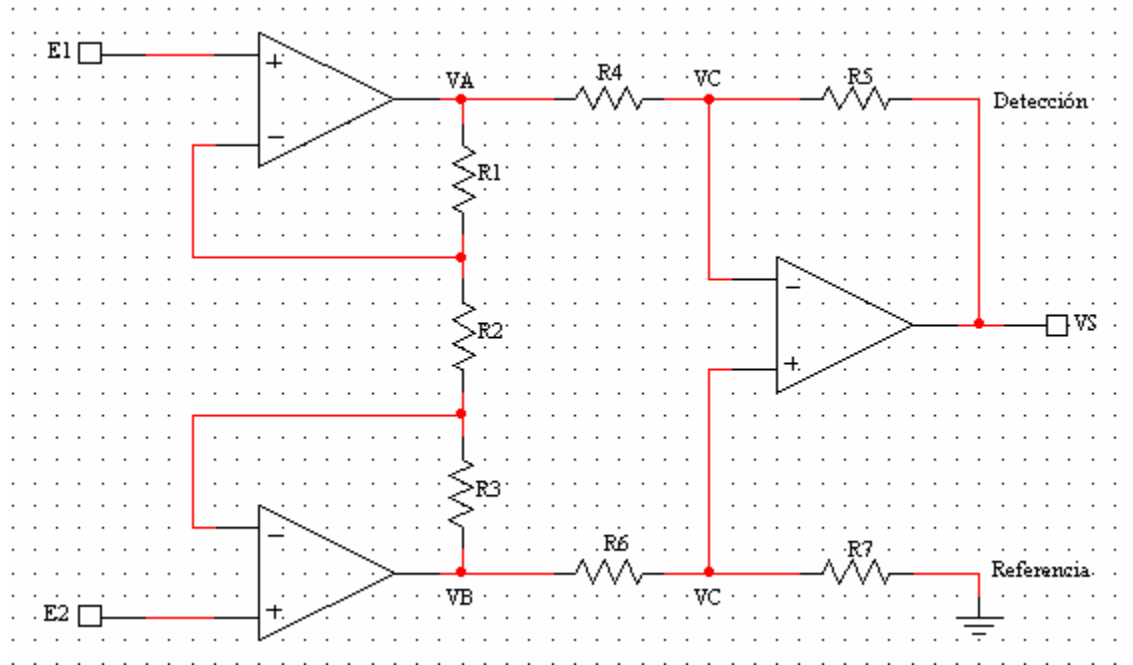 E1
+
−
VA
R4
VC
R5
Detección
R1
R2
−
+
VS
R3
−
+
E2
VB
R6
VC
R7
Referencia